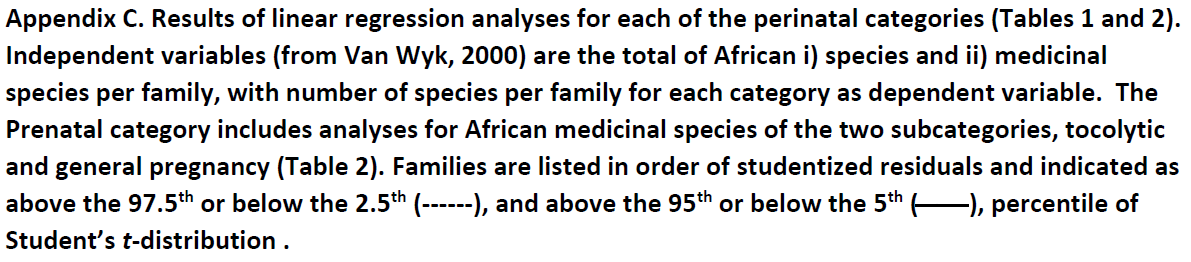 Appendix C. Results of linear regression analyses for each of the perinatal categories (Tables 1 and 2).
Independent variables (from Van Wyk, 2000) are the total of African i) species and ii) medicinal
species per family, with number of species per family for each category as dependent variable.  The
Prenatal category includes analyses for African medicinal species of the two subcategories, tocolytic
and general pregnancy (Table 2). Families are listed in order of studentized residuals and indicated as
above the 97.5th or below the 2.5th (------), and above the 95th or below the 5th (——), percentile of
Student’s t-distribution .